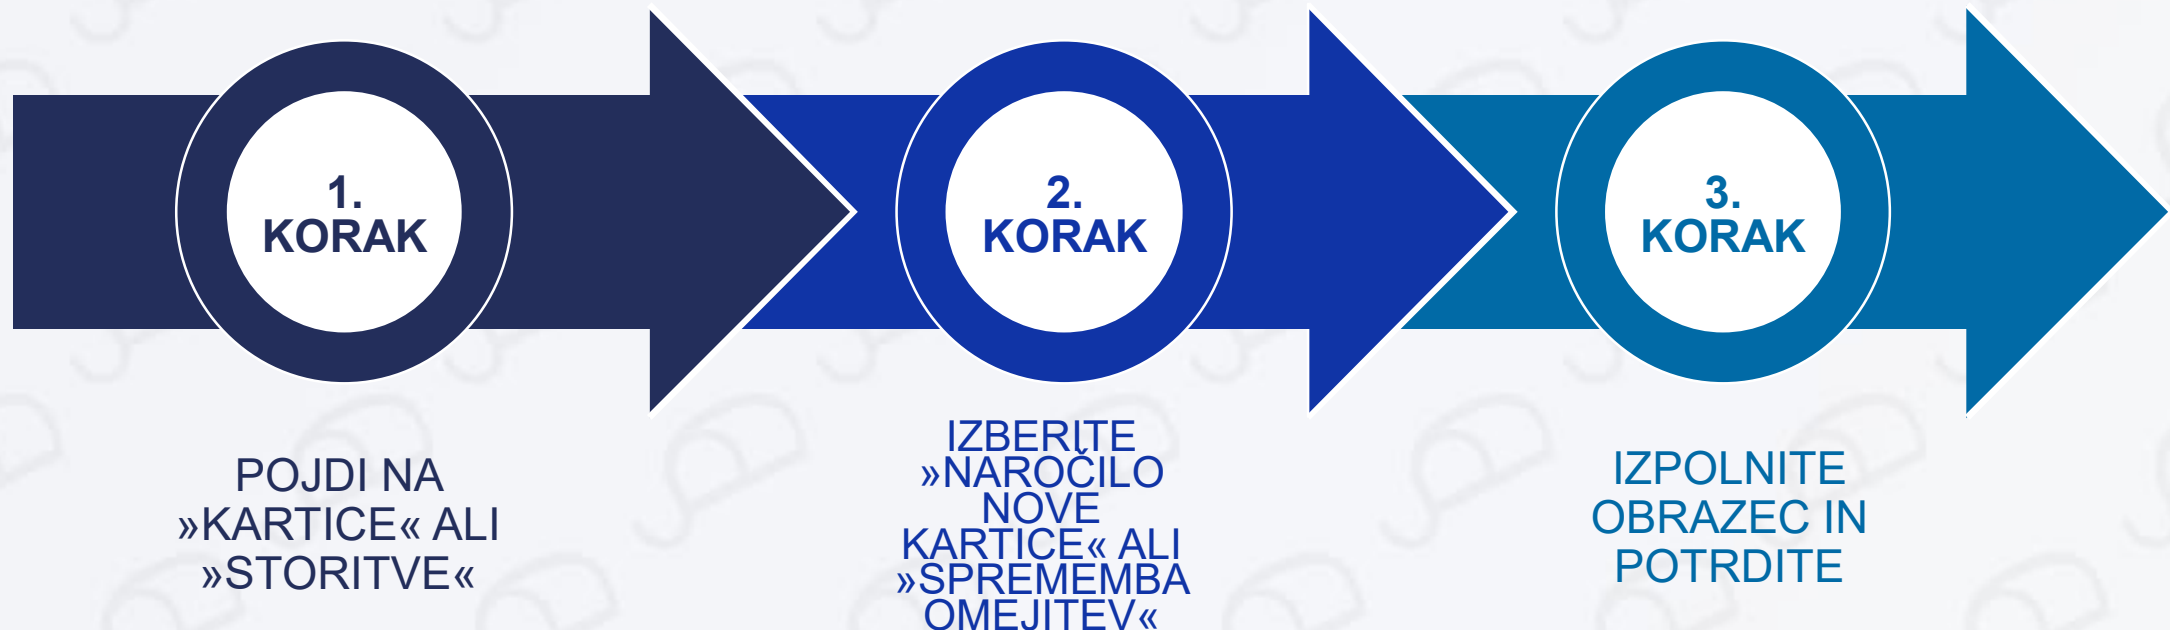 1.
KORAK
POJDI NA
»KARTICE« ALI
»STORITVE«
2.
KORAK
IZBERITE
»NAROČILO
NOVE
KARTICE« ALI
»SPREMEMBA
OMEJITEV«
3.
KORAK
IZPOLNITE
OBRAZEC IN
POTRDITE